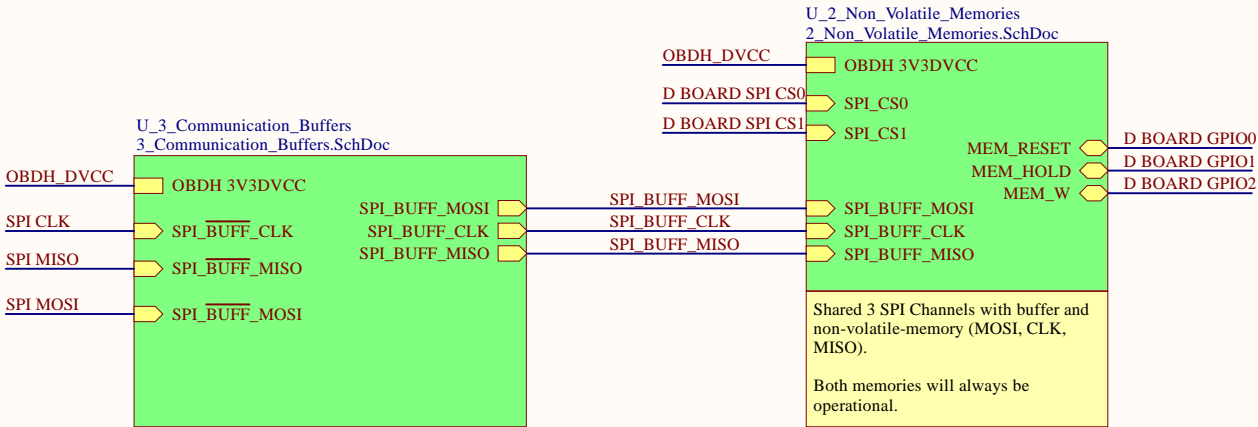 U_2_Non_Volatile_Memories
2_Non_Volatile_Memories.SchDoc
OBDH_DVCC
OBDH 3V3DVCC
D BOARD SPI CS0
SPI_CS0
D BOARD SPI CS1
SPI_CS1
MEM_RESET
D BOARD GPIO0
MEM_HOLD
D BOARD GPIO1
MEM_W
D BOARD GPIO2
SPI_BUFF_MOSI
SPI_BUFF_CLK
SPI_BUFF_MISO
Shared 3 SPI Channels with buffer and
non-volatile-memory (MOSI, CLK,
MISO).
Both memories will always be
operational.
U_3_Communication_Buffers
3_Communication_Buffers.SchDoc
OBDH_DVCC
OBDH 3V3DVCC
SPI CLK
SPI_BUFF_CLK
SPI MISO
SPI_BUFF_MISO
SPI MOSI
SPI_BUFF_MOSI
SPI_BUFF_MOSI
SPI_BUFF_CLK
SPI_BUFF_MISO
SPI_BUFF_MOSI
SPI_BUFF_CLK
SPI_BUFF_MISO